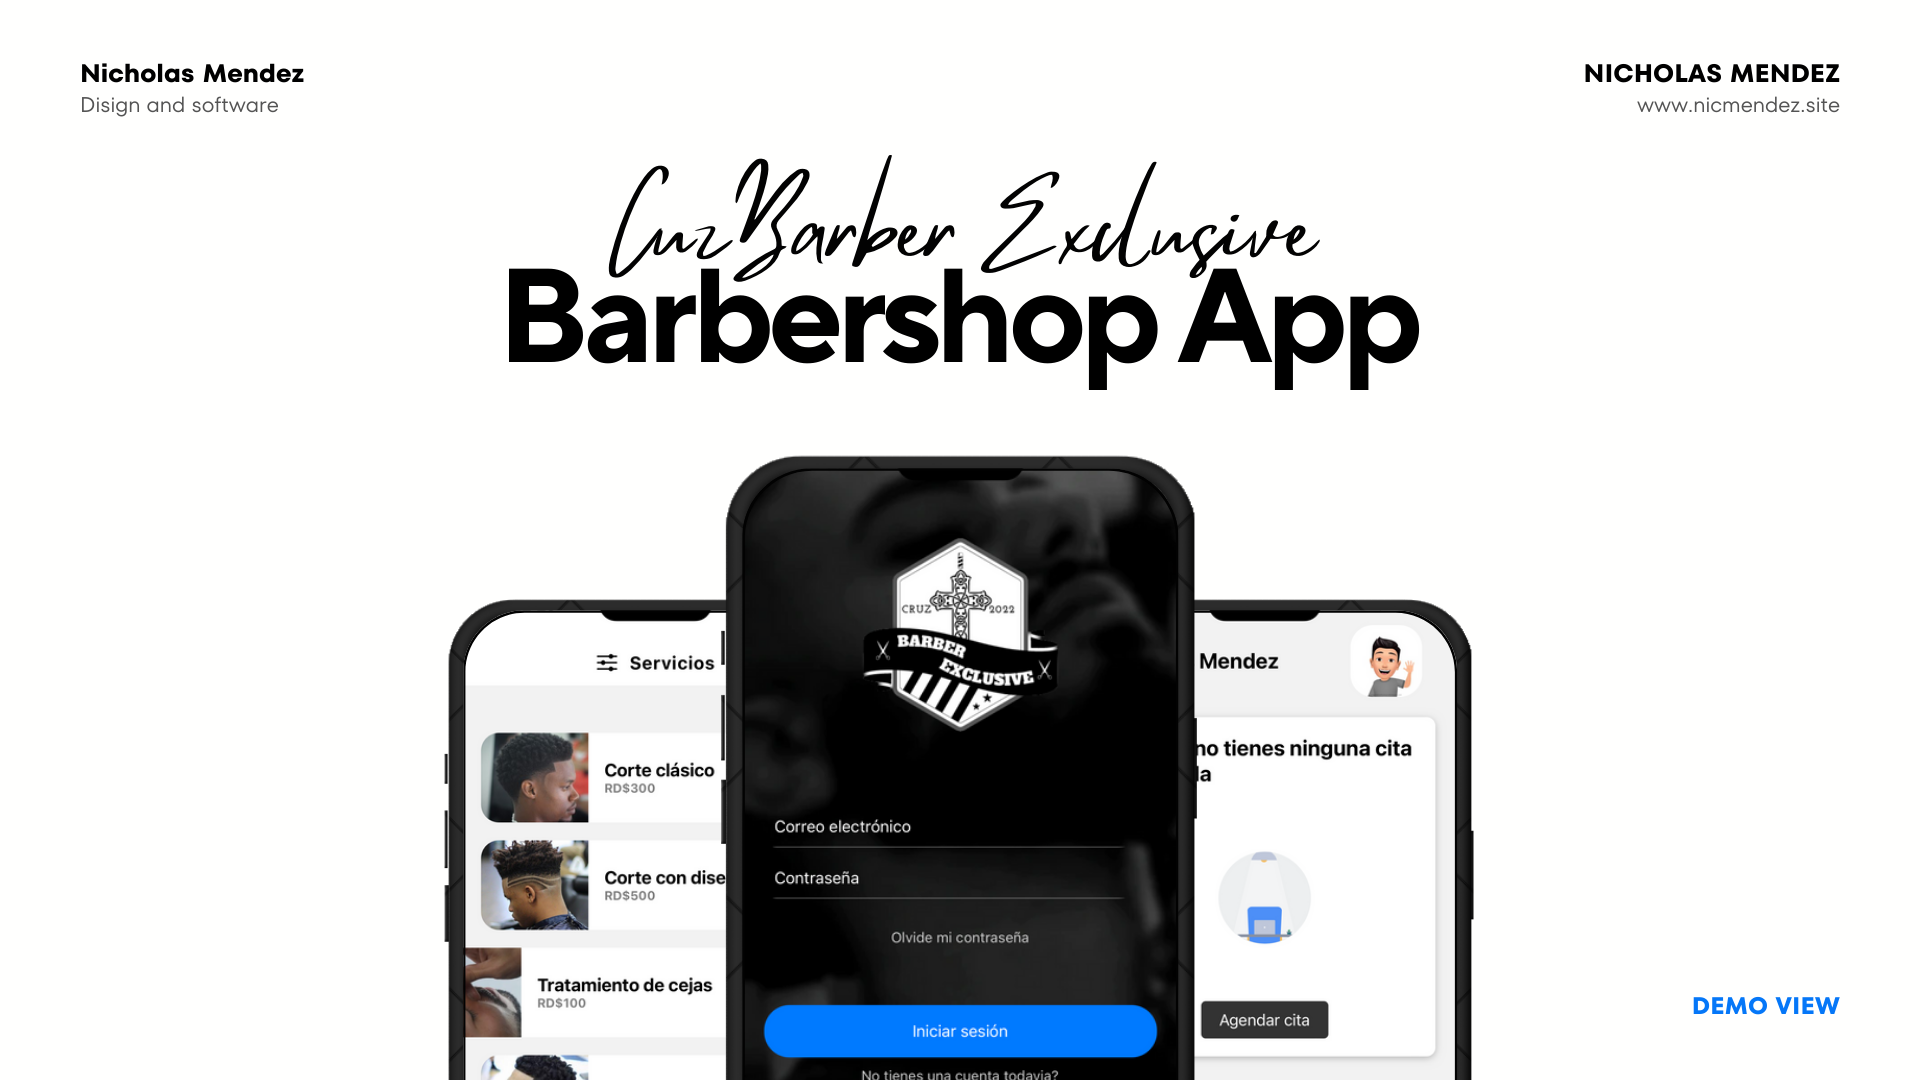 Nicholas Mendez
Disign and software
NICHOLAS MENDEZ
www.nicmendez.site
CuzBarber Exclusive
Barbershop App
Servicios
Corte clásico
RD$300
Corte con dise
RD$500
Tratamiento de cejas
RD$100
CRUZ 2022
BARBER
EXCLUSIVE
Correo electrónico
Contraseña
Olvide mi contraseña
Iniciar sesión
No tienes una cuenta todavia?
Mendez
no tienes ninguna cita
la
Agendar cita
DEMO VIEW